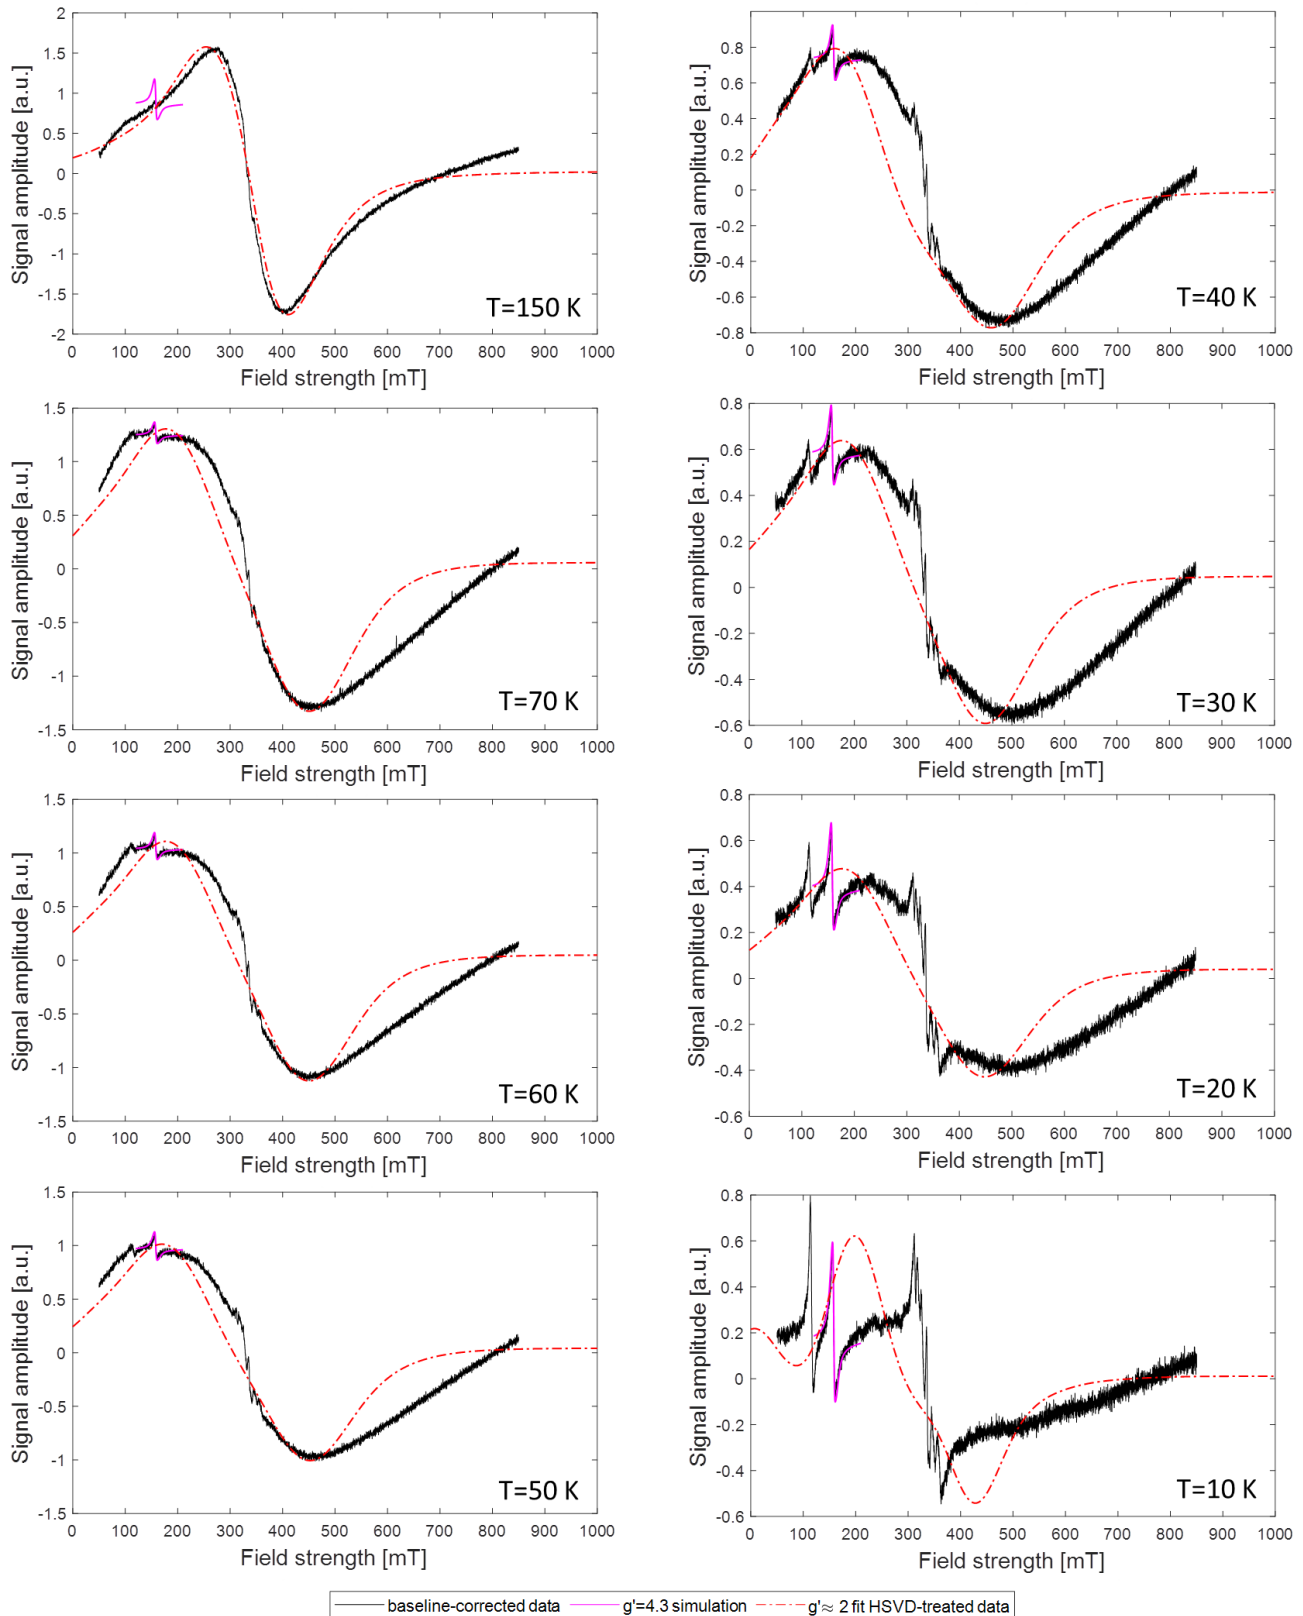 2
1.5
1
0.5
0
-0.5
-1
-1.5
-2
Signal amplitude [a.u.]
T=150 K
0 100 200 300 400 500 600 700 800 900 1000
Field strength [mT]
0.8
0.6
0.4
0.2
0
-0.2
-0.4
-0.6
-0.8
Signal amplitude [a.u.]
T=40 K
0 100 200 300 400 500 600 700 800 900 1000
Field strength [mT]
1.5
1
0.5
0
-0.5
-1
-1.5
Signal amplitude [a.u.]
T=70 K
0 100 200 300 400 500 600 700 800 900 1000
Field strength [mT]
0.8
0.6
0.4
0.2
0
-0.2
-0.4
-0.6
Signal amplitude [a.u.]
T=30 K
0 100 200 300 400 500 600 700 800 900 1000
Field strength [mT]
1.5
1
0.5
0
-0.5
-1
-1.5
Signal amplitude [a.u.]
T=60 K
0 100 200 300 400 500 600 700 800 900 1000
Field strength [mT]
0.8
0.6
0.4
0.2
0
-0.2
-0.4
-0.6
Signal amplitude [a.u.]
T=20 K
0 100 200 300 400 500 600 700 800 900 1000
Field strength [mT]
1.5
1
0.5
0
-0.5
-1
-1.5
Signal amplitude [a.u.]
T=50 K
0 100 200 300 400 500 600 700 800 900 1000
Field strength [mT]
0.8
0.6
0.4
0.2
0
-0.2
-0.4
-0.6
Signal amplitude [a.u.]
T=10 K
0 100 200 300 400 500 600 700 800 900 1000
Field strength [mT]
baseline-corrected data g'=4.3 simulation g'≈ 2 fit HSVD-treated data